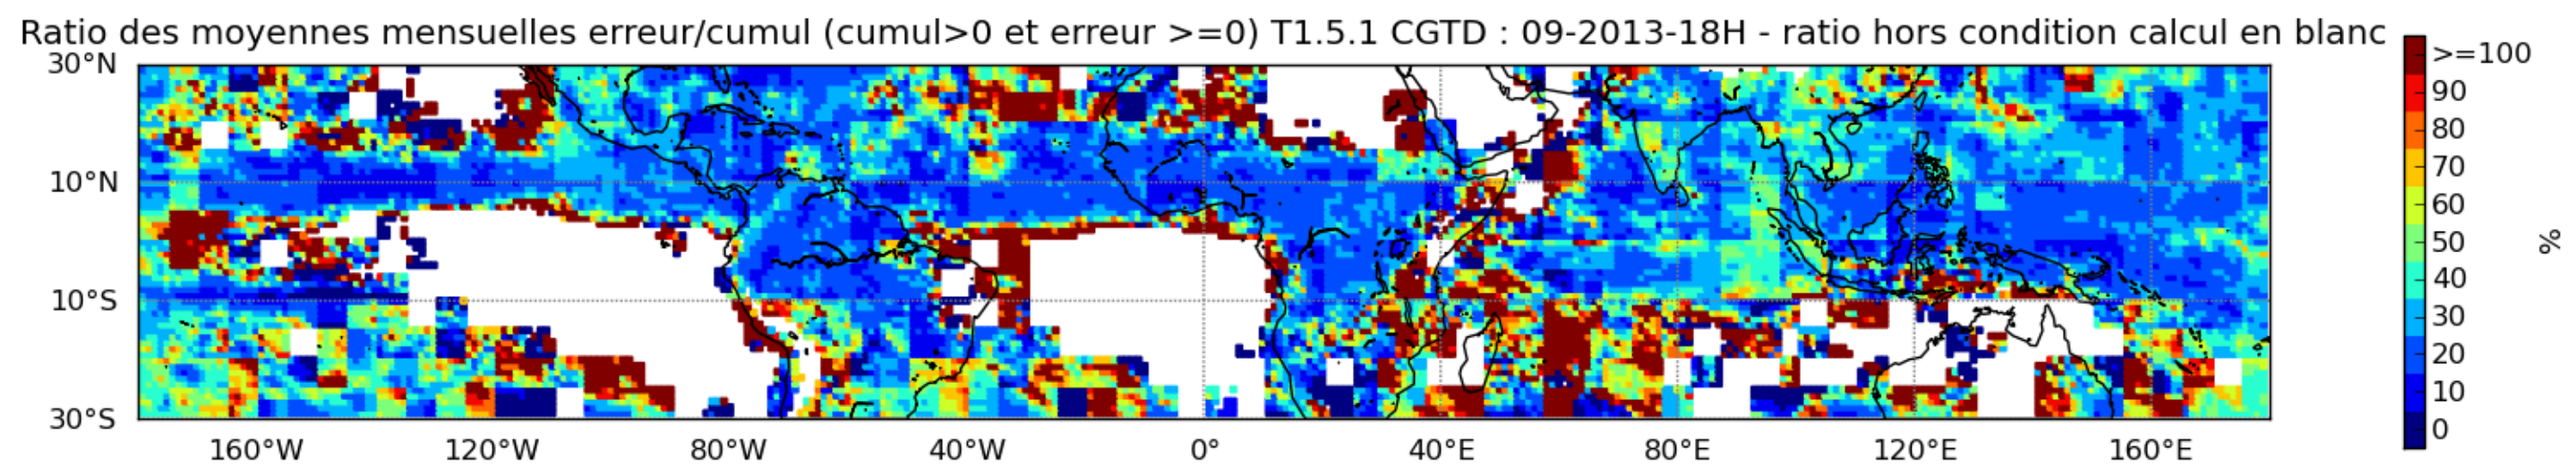 Ratio des moyennes mensuelles erreur/cumul (cumul>0 et erreur >=0) T1.5.1 CGTD : 09-2013-18H - ratio hors condition calcul en blanc
30°N
10°N
10°S
30°S
160°W 120°W 80°W 40°W 0° 40°E 80°E 120°E 160°E
>=100
90
80
70
60
50
40
30
20
10
0
%